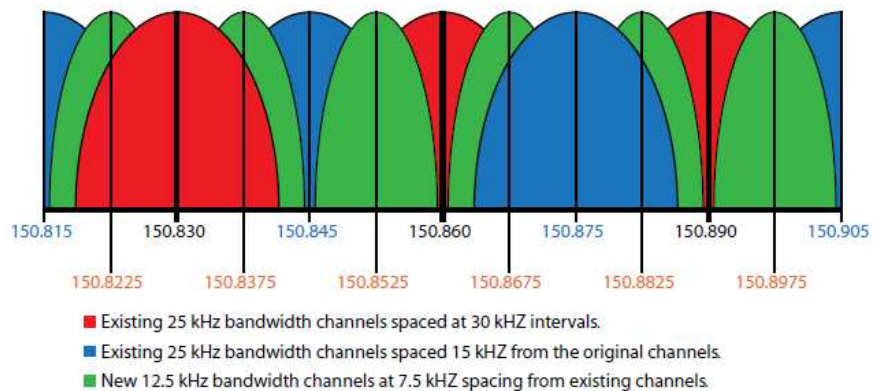 150.815 150.830 150.845 150.860 150.875 150.890 150.905
150.8225 150.8375 150.8525 150.8675 150.8825 150.8975
Existing 25 kHz bandwidth channels spaced at 30 kHZ intervals.
Existing 25 kHz bandwidth channels spaced 15 kHZ from the original channels.
New 12.5 kHz bandwidth channels at 7.5 kHZ spacing from existing channels.